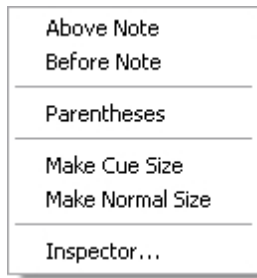 Above Note
Before Note
Parentheses
Make Cue Size
Make Normal Size
Inspector...